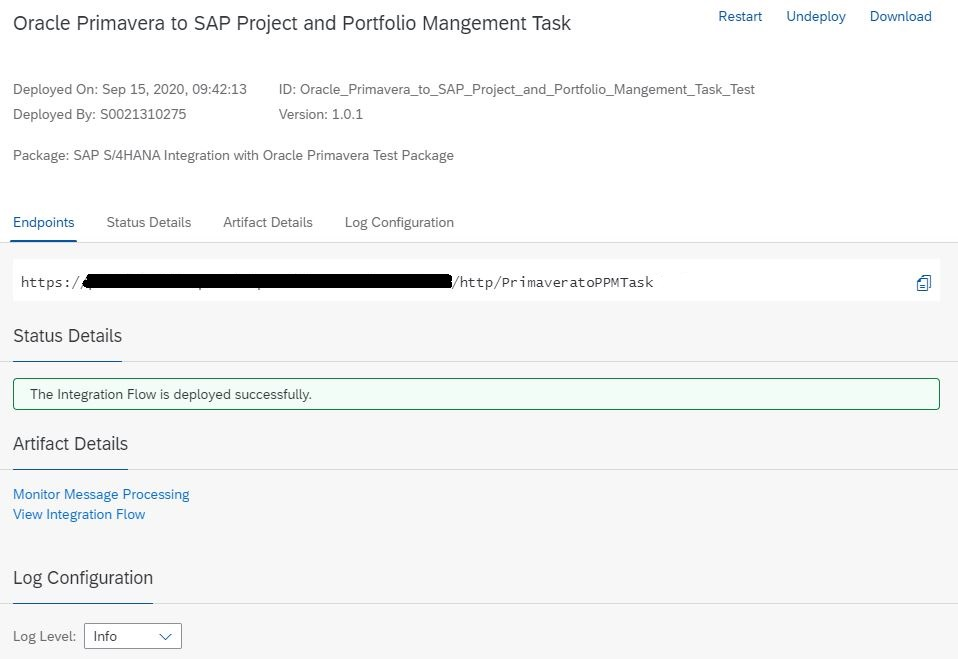 Oracle Primavera to SAP Project and Portfolio Mangement Task
Restart Undeploy Download
Deployed On: Sep 15, 2020, 09:42:13 ID: Oracle_Primavera_to_SAP_Project_and_Portfolio_Mangement_Task_Test
Deployed By: S0021310275 Version: 1.0.1
Package: SAP S/4HANA Integration with Oracle Primavera Test Package
Endpoints Status Details Artifact Details Log Configuration
https:// /http/PrimaveratoPPMTask
Status Details
The Integration Flow is deployed successfully.
Artifact Details
Monitor Message Processing
View Integration Flow
Log Configuration
Log Level: Info